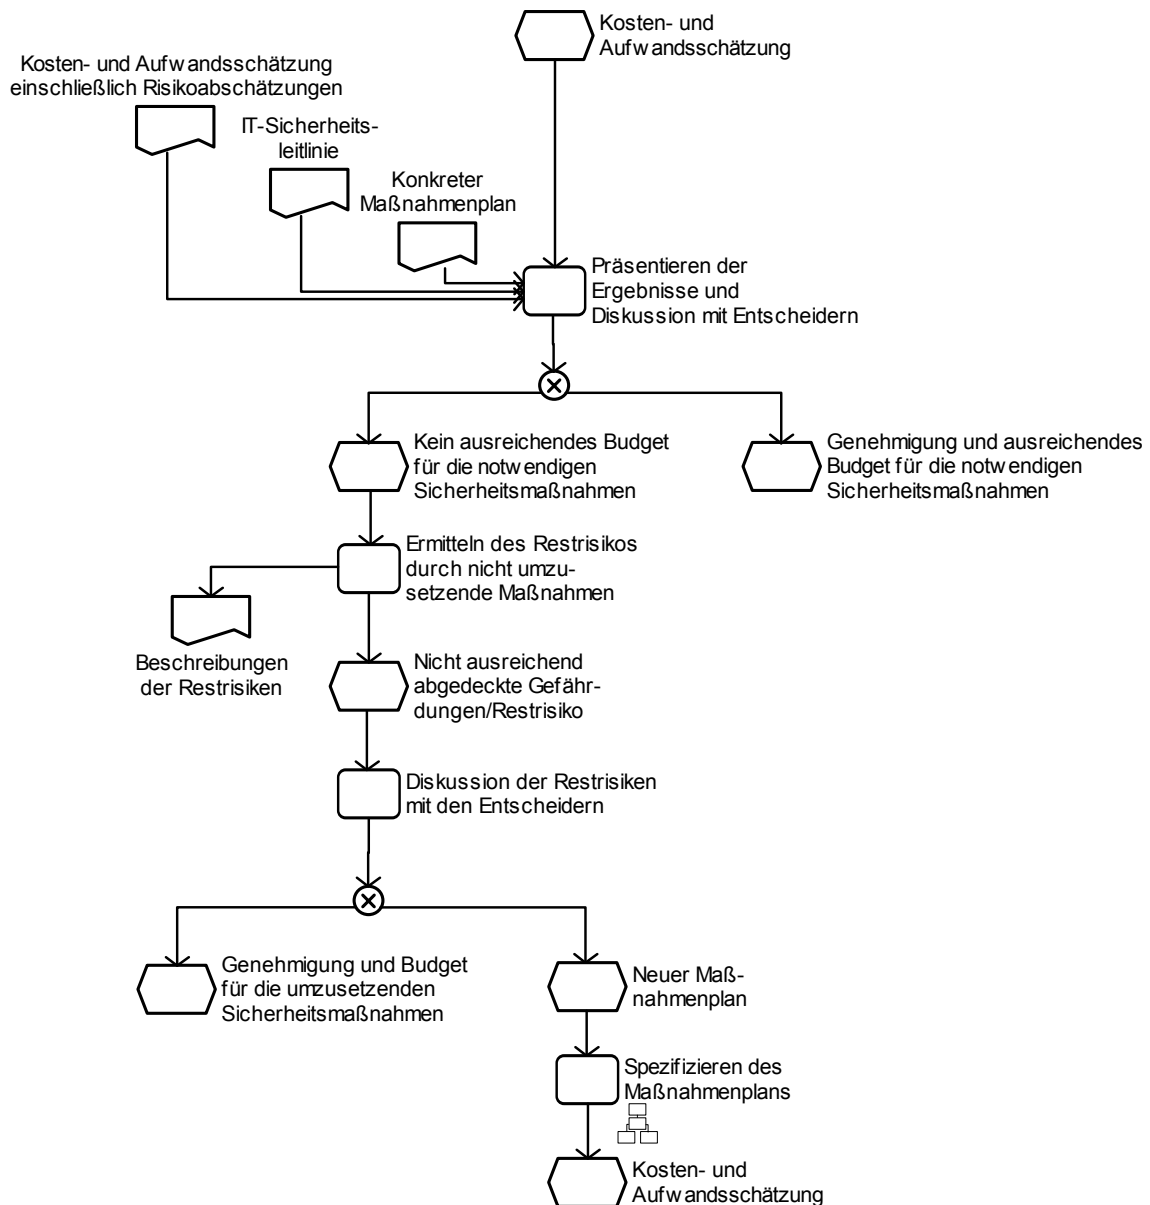 Kosten- und
Aufwandsschätzung
Kosten- und Aufwandsschätzung
einschließlich Risikoabschätzungen
IT-Sicherheits-
leitlinie
Konkreter
Maßnahmenplan
Präsentieren der
Ergebnisse und
Diskussion mit Entscheidern
Kein ausreichendes Budget
für die notwendigen
Sicherheitsmaßnahmen
Genehmigung und ausreichendes
Budget für die notwendigen
Sicherheitsmaßnahmen
Ermitteln des Restrisikos
durch nicht umzu-
setzende Maßnahmen
Beschreibungen
der Restrisiken
Nicht ausreichend
abgedeckte Gefähr-
dungen/Restrisiko
Diskussion der Restrisiken
mit den Entscheidern
Genehmigung und Budget
für die umzusetzenden
Sicherheitsmaßnahmen
Neuer Maß-
nahmenplan
Spezifizieren des
Maßnahmenplans
Kosten- und
Aufwandsschätzung